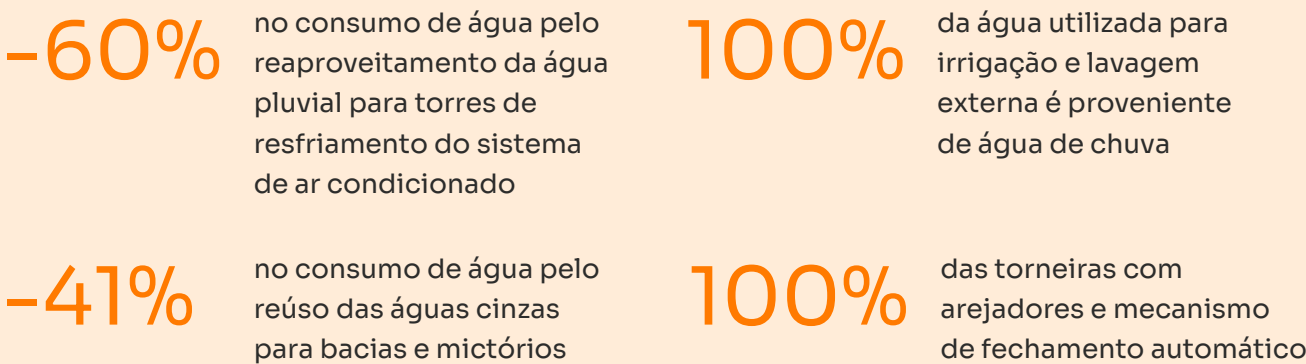 -60%
no consumo de água pelo
reaproveitamento da água
pluvial para torres de
resfriamento do sistema
de ar condicionado
100%
da água utilizada para
irrigação e lavagem
externa é proveniente
de água de chuva
-41%
no consumo de água pelo
reúso das águas cinzas
para bacias e mictórios
100%
das torneiras com
arejadores e mecanismo
de fechamento automático